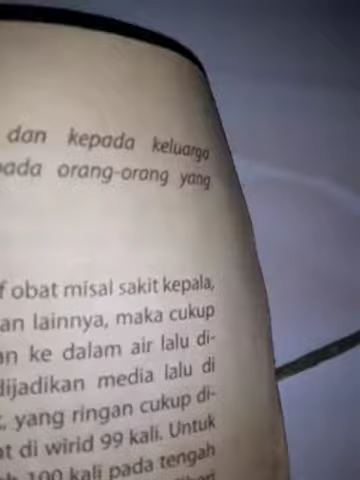 dan kepada keluarga
pada orang-orang yang
f obat misal sakit kepala,
an lainnya, maka cukup
an ke dalam air lalu di-
dijadikan media lalu di
, yang ringan cukup di-
at di wirid 99 kali. Untuk
100 kali pada tengah